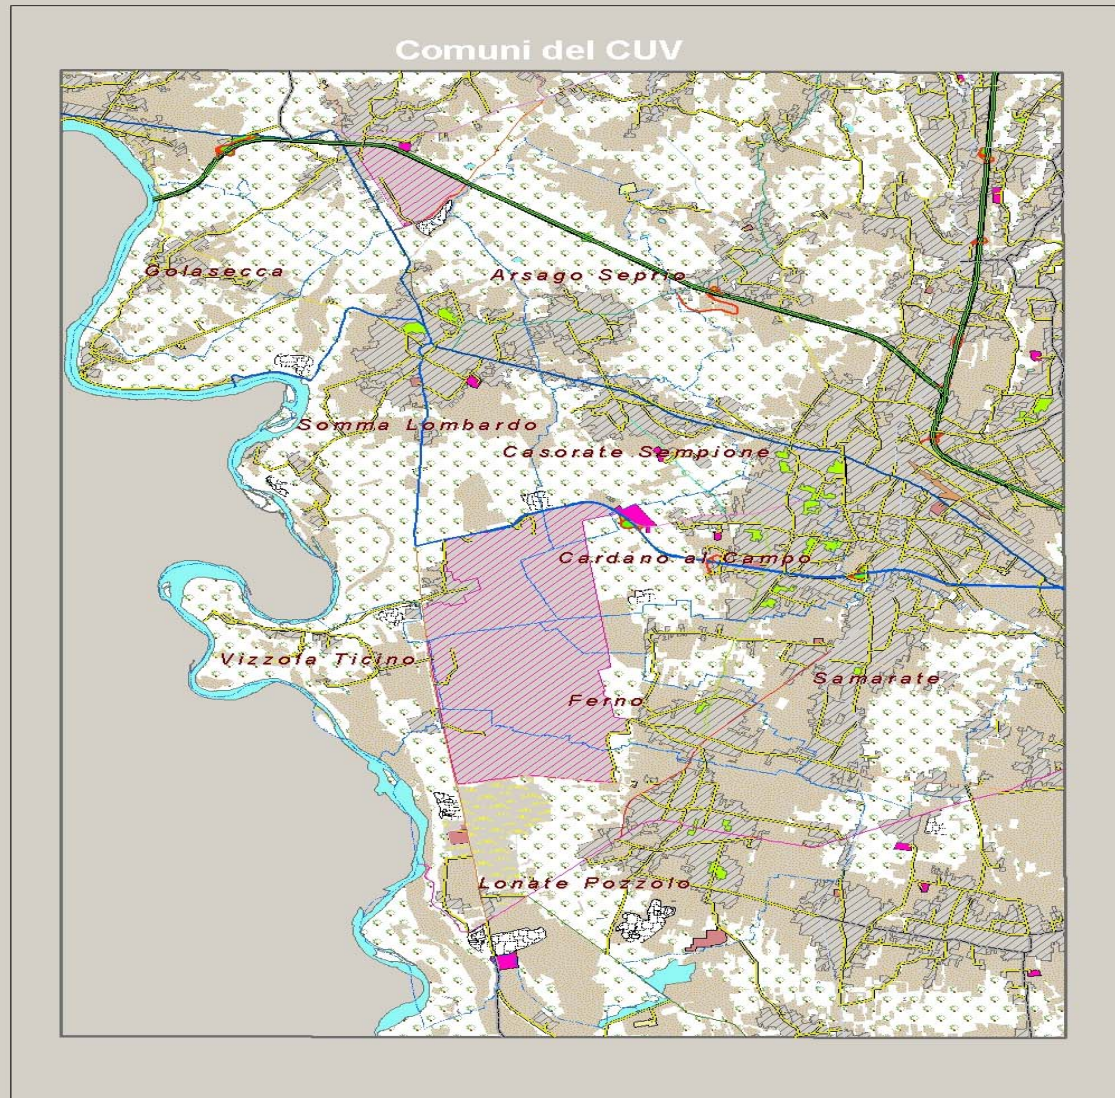 Comuni del CUV
Golasecca
Arsago Seprio
Somma Lombardo
Casorate Sempione
Cardano al Campo
Vizzola Ticino
Samarate
Ferno
Lonate Pozzolo